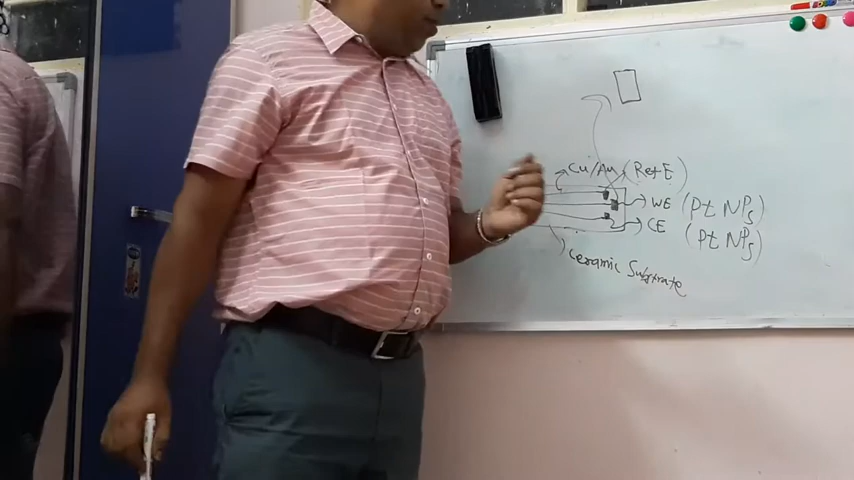 Cu/Au (Ref E)
WE (Pt NPs)
CE (Pt NPs)
Ceramic Substrate,